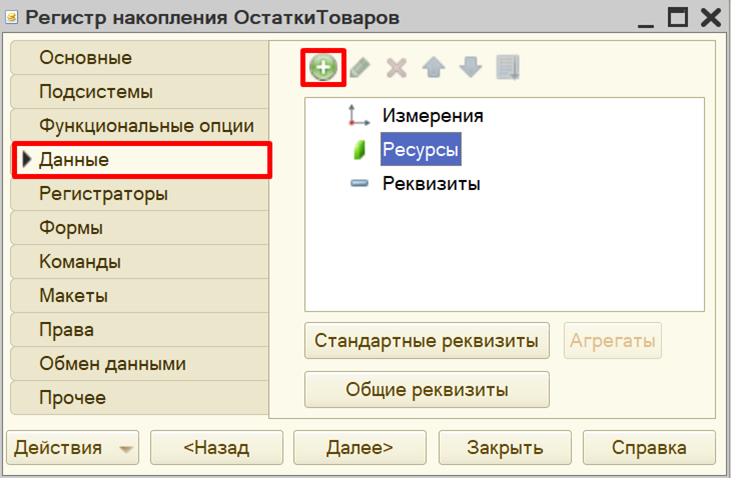 Регистр накопления ОстаткиТоваров
Основные
Подсистемы
Функциональные опции
Данные
Регистраторы
Формы
Команды
Макеты
Права
Обмен данными
Прочее
Измерения
Ресурсы
Реквизиты
Стандартные реквизиты
Агрегаты
Общие реквизиты
Действия
<Назад
Далее>
Закрыть
Справка